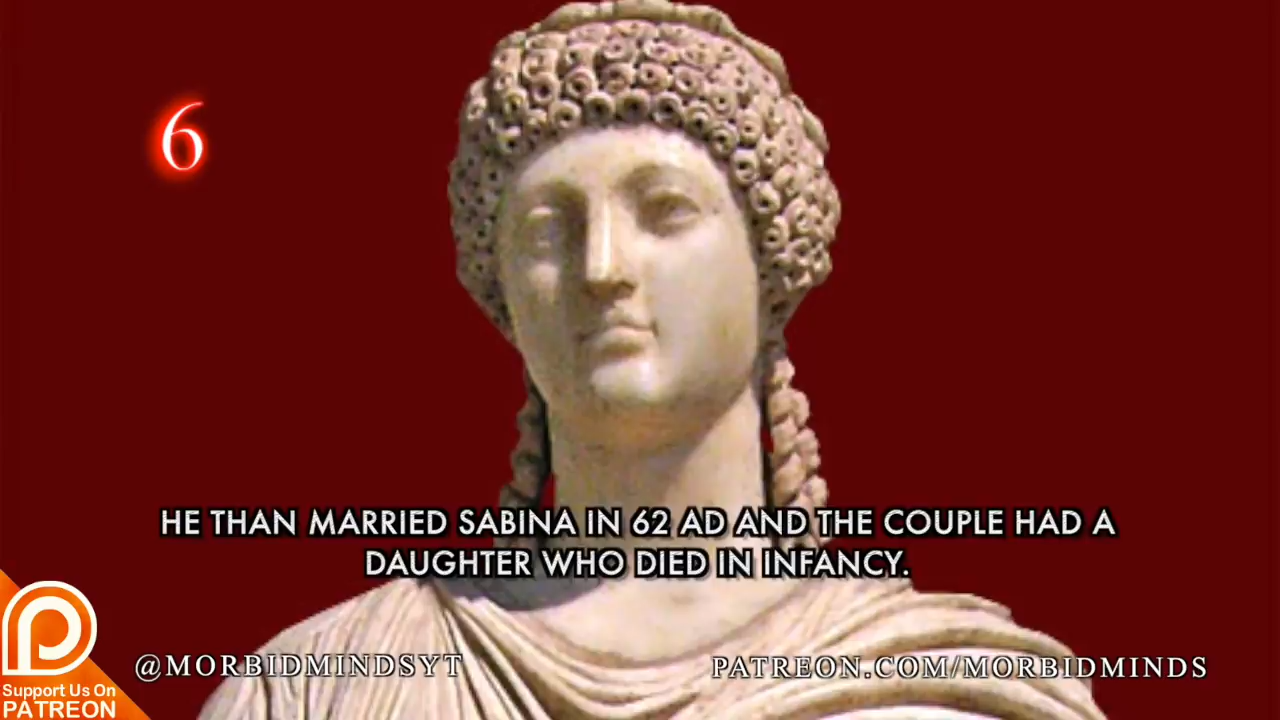 6
HE THAN MARRIED SABINA IN 62 AD AND THE COUPLE HAD A
DAUGHTER WHO DIED IN INFANCY.
@MORBIDMINDSYT
PATREON.COM/MORBIDMINDS
Support Us On
PATREON